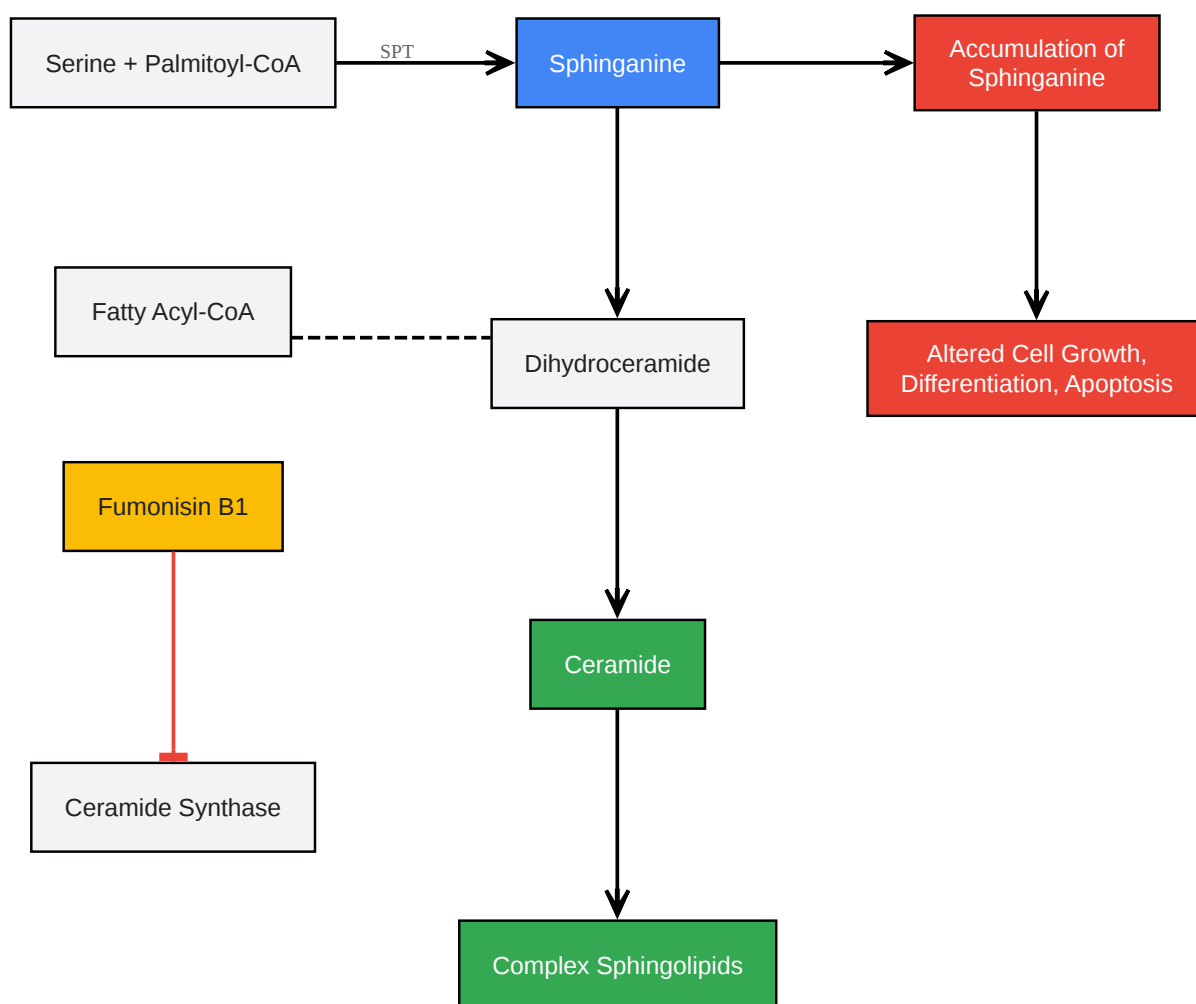 Serine + Palmitoyl-CoA
SPT
Sphinganine
Accumulation of
Sphinganine
Fatty Acyl-CoA
Dihydroceramide
Altered Cell Growth,
Differentiation, Apoptosis
Fumonisin B1
Ceramide
Ceramide Synthase
Complex Sphingolipids